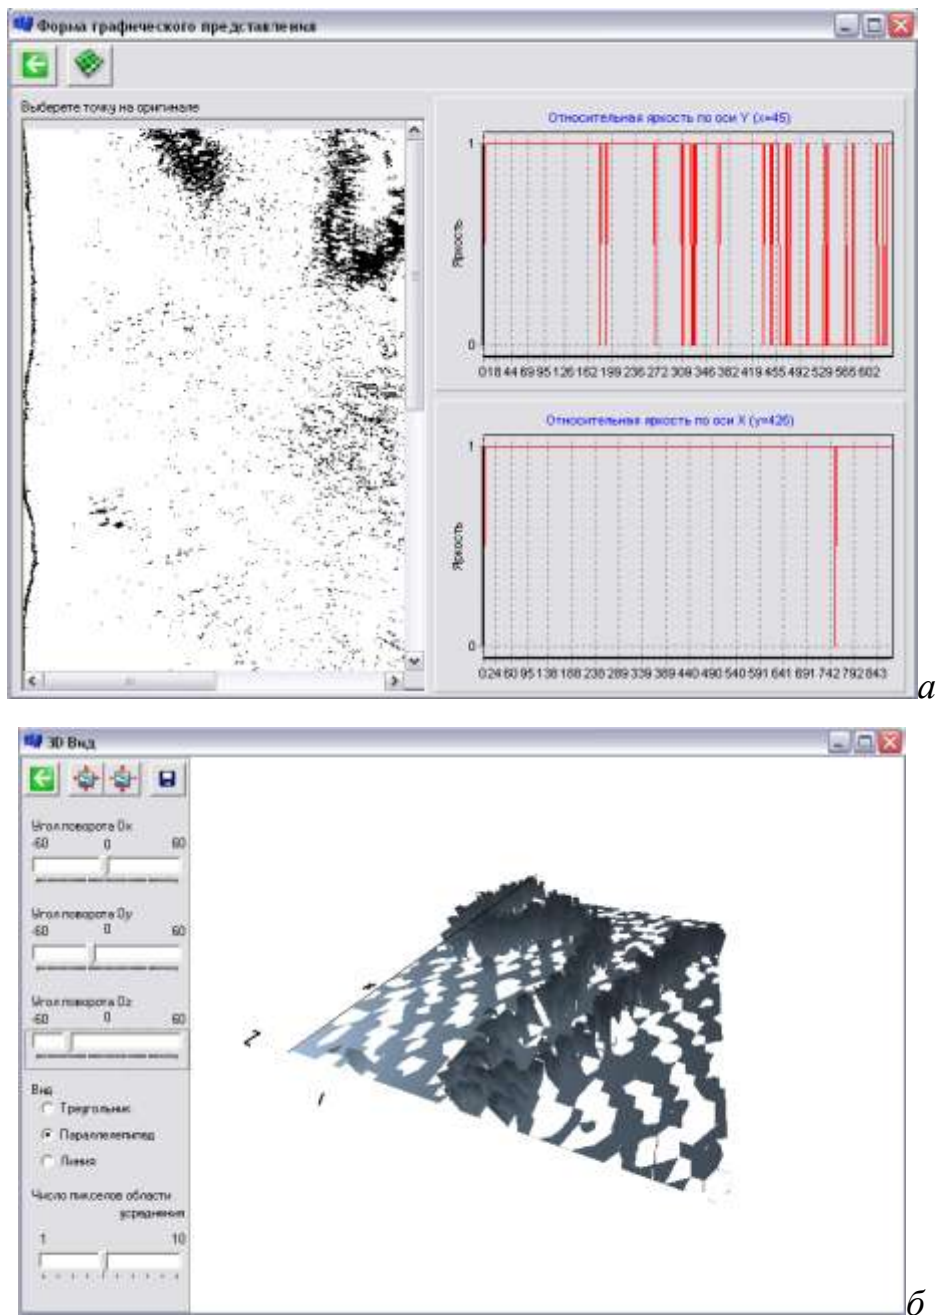 Форма графического представления
Выберете точку на оригинале
Относительная яркость по оси Y (x=45)
1
Яркость
0
0 18 44 69 95 126 162 199 236 272 309 346 382 419 455 492 529 565 602
Относительная яркость по оси X (y=426)
1
Яркость
0
0 24 60 95 138 188 238 289 339 389 440 490 540 591 641 691 742 792 843
а
3D Вид
Угол поворота Ox
-60 0 60
Угол поворота Oy
-60 0 60
Угол поворота Oz
-60 0 60
Вид
Треугольник
Параллелепипед
Линия
Число пикселов области
усреднения
1 10
Z
б